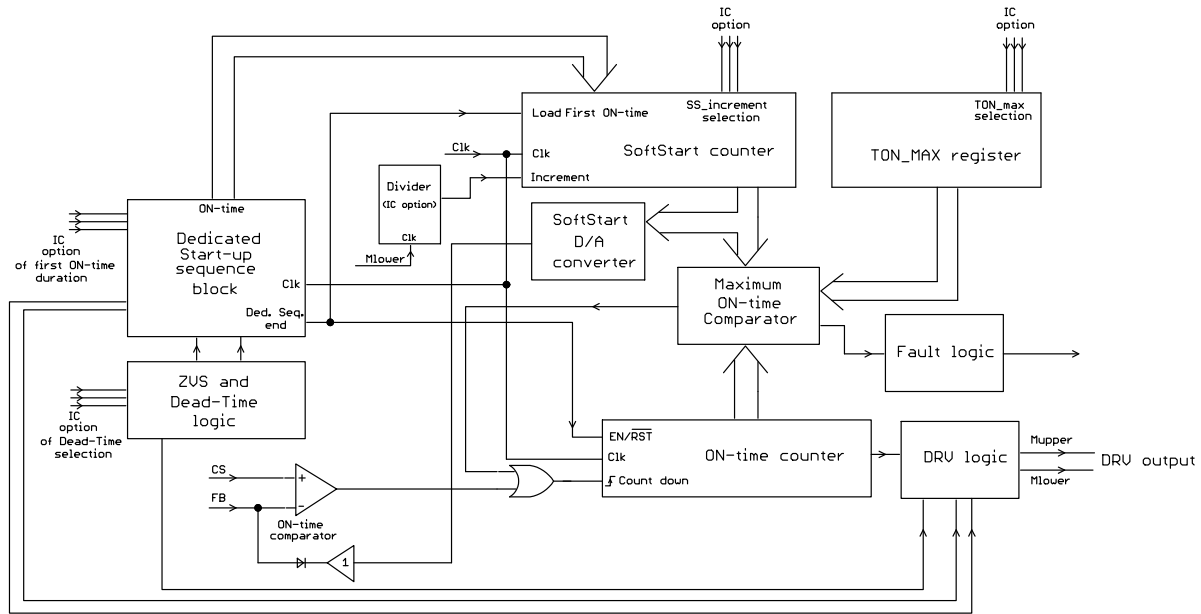 IC
option
IC
option
Load First ON-time
SS_increment
selection
Clk
Clk
SoftStart counter
Increment
TON_max
selection
TON_MAX register
Divider
(IC option)
Clk
Mlower
SoftStart
D/A
converter
ON-time
Dedicated
Start-up
sequence
block
Clk
Ded. Seq.
end
IC
option
of first ON-time
duration
Maximum
ON-time
Comparator
Fault logic
ZVS and
Dead-Time
logic
IC
option
of Dead-Time
selection
EN/RST
Clk
Count down
ON-time counter
DRV logic
Mupper
Mlower
DRV output
CS
FB
+
-
ON-time
comparator
1